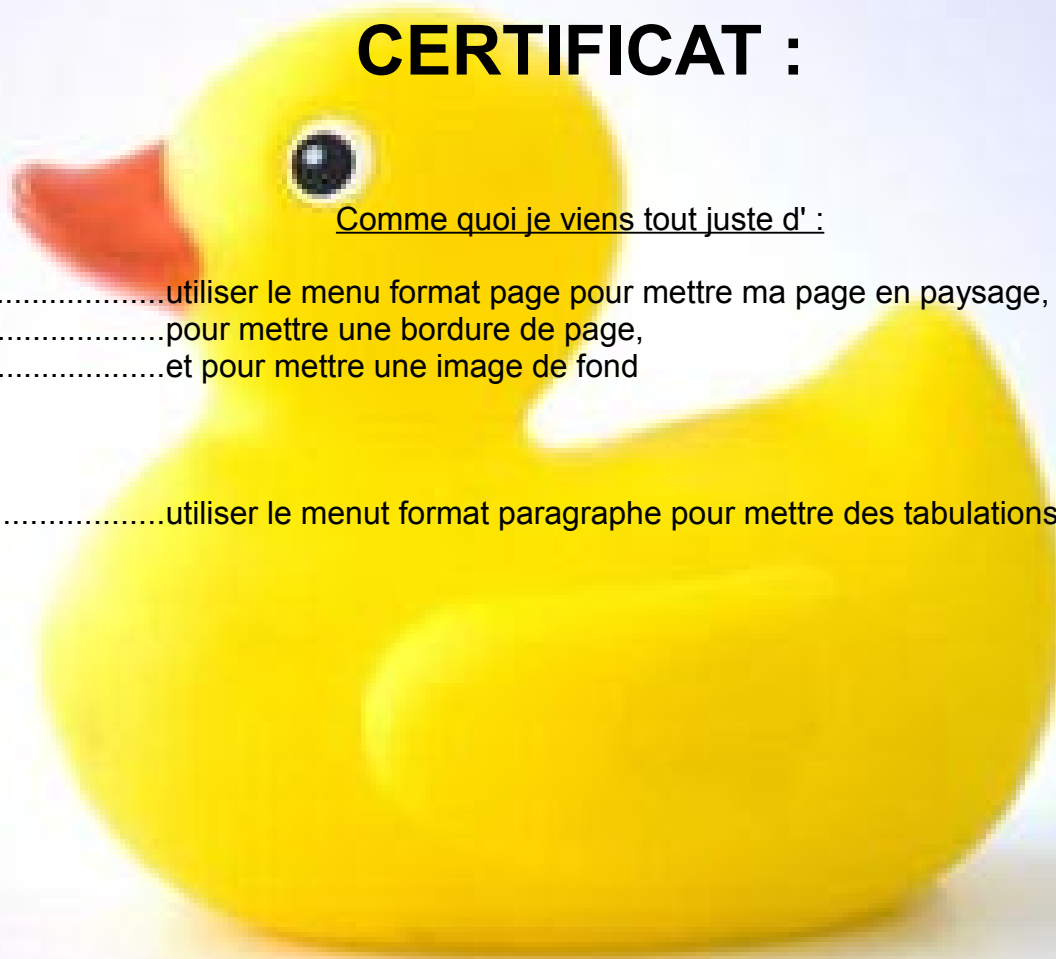 CERTIFICAT :
Comme quoi je viens tout juste d' :
...................utiliser le menu format page pour mettre ma page en paysage,
...................pour mettre une bordure de page,
...................et pour mettre une image de fond
..................utiliser le menut format paragraphe pour mettre des tabulations